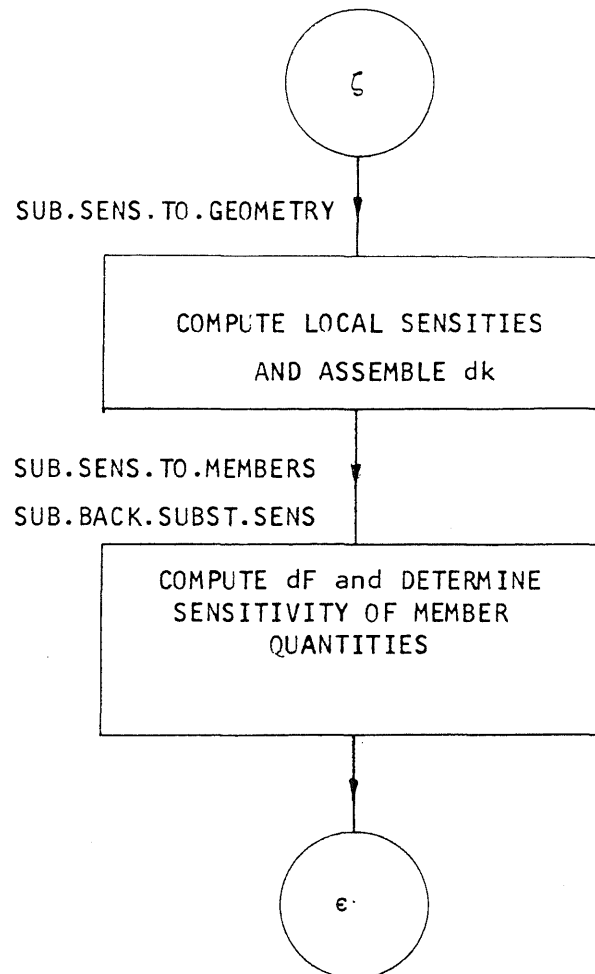 ζ
SUB.SENS.TO.GEOMETRY
COMPUTE LOCAL SENSITIES
AND ASSEMBLE dk
SUB.SENS.TO.MEMBERS
SUB.BACK.SUBST.SENS
COMPUTE dF and DETERMINE
SENSITIVITY OF MEMBER
QUANTITIES
ε